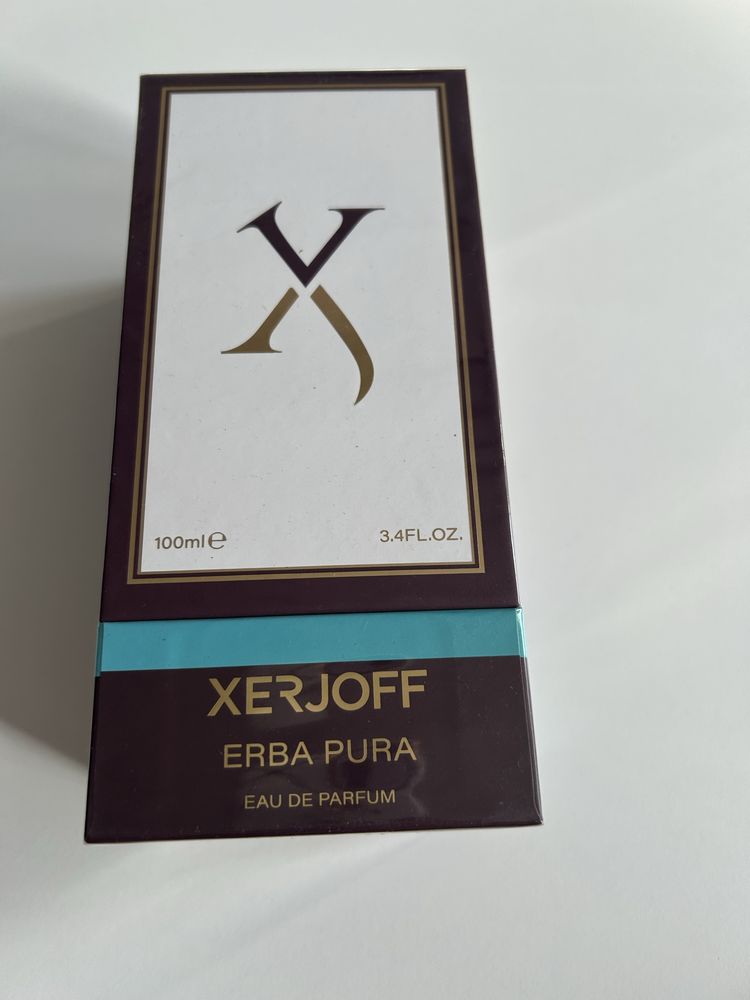 X
100ml℮
3.4FL.OZ.
XERJOFF
ERBA PURA
EAU DE PARFUM